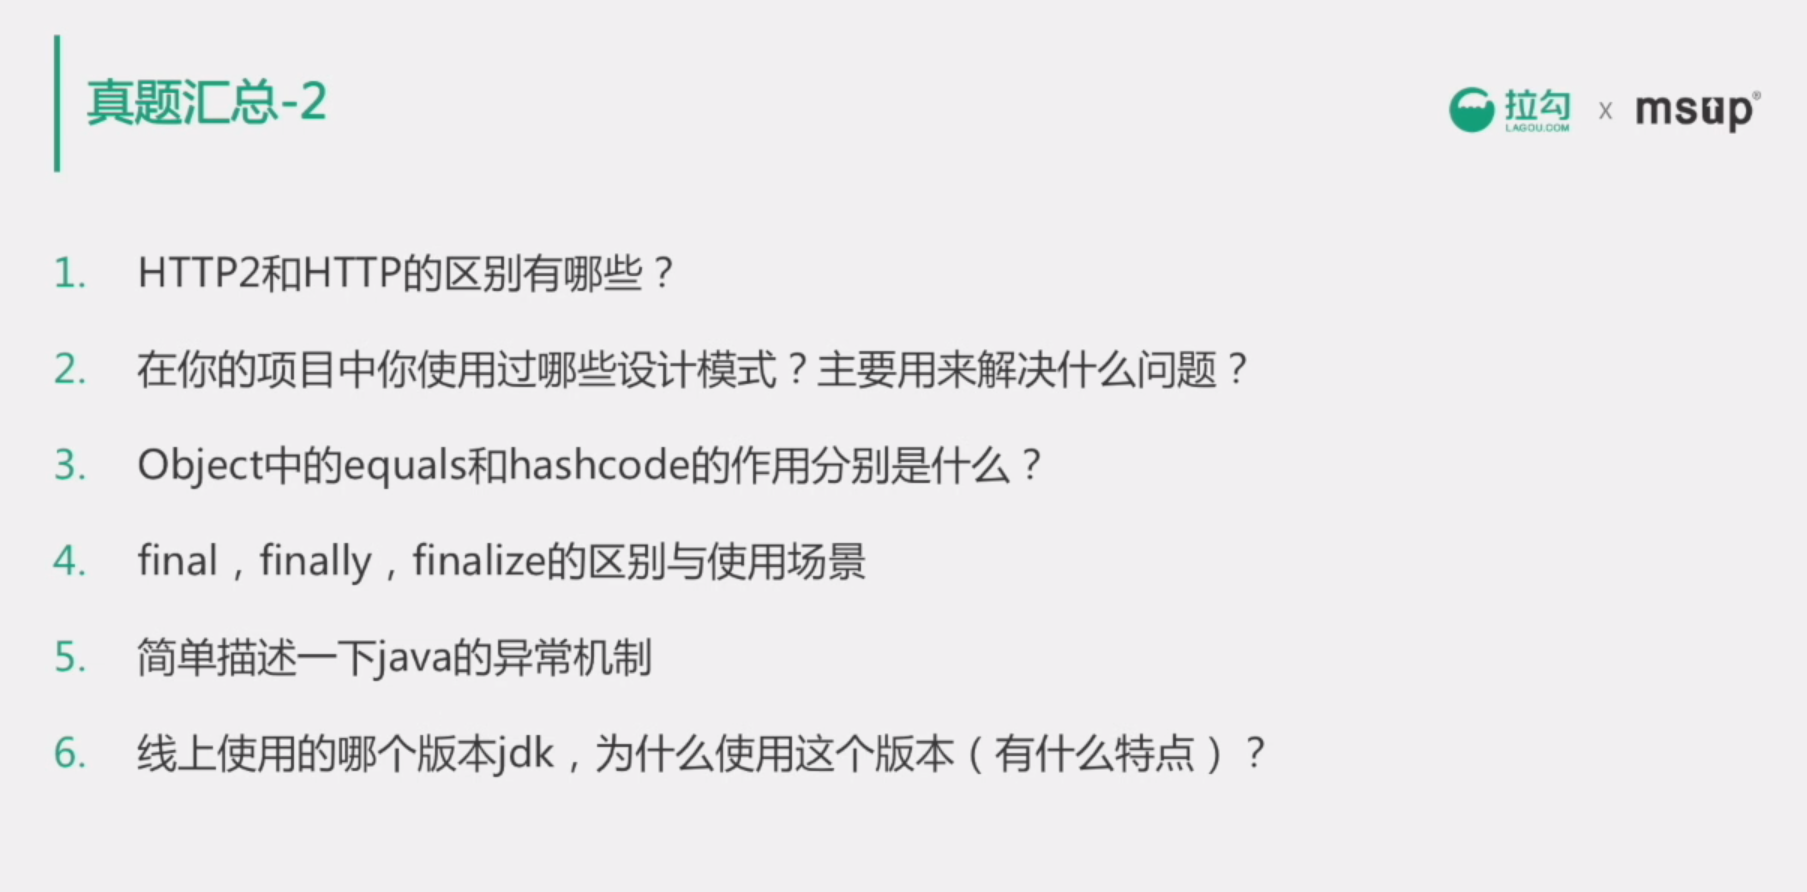 真题汇总-2
拉勾 x msup®
LAGOU.COM
1. HTTP2和HTTP的区别有哪些？
2. 在你的项目中你使用过哪些设计模式？主要用来解决什么问题？
3. Object中的equals和hashcode的作用分别是什么？
4. final，finally，finalize的区别与使用场景
5. 简单描述一下java的异常机制
6. 线上使用的哪个版本jdk，为什么使用这个版本（有什么特点）？